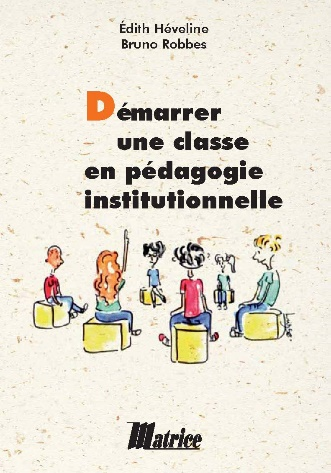 Édith Héveline
Bruno Robbes
Démarrer
une classe
en pédagogie
institutionnelle
Matrice